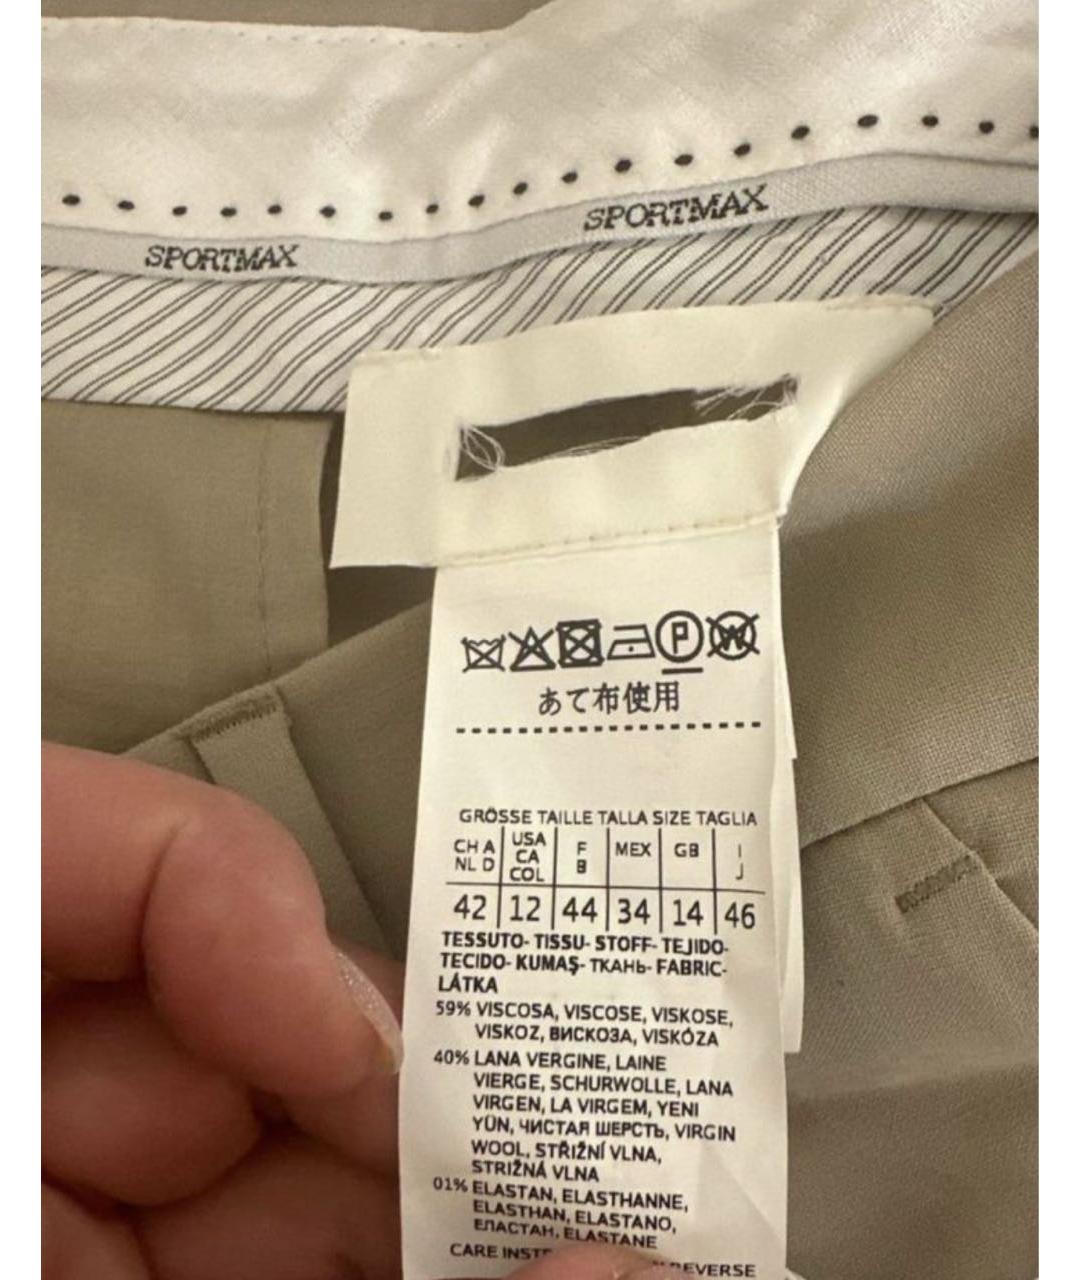 SPORTMAX
SPORTMAX
P
W
あて布使用
GRÖSSE TAILLE TALLA SIZE TAGLIA
CH A NL D | USA CA COL | F B | MEX | GB | I J
42 | 12 | 44 | 34 | 14 | 46
TESSUTO- TISSU- STOFF- TEJIDO-
TECIDO- KUMAŞ- ТКАНЬ- FABRIC-
LÁTKA
59% VISCOSA, VISCOSE, VISKOSE,
VISKOZ, ВИСКОЗА, VISKÓZA
40% LANA VERGINE, LAINE
VIERGE, SCHURWOLLE, LANA
VIRGEN, LA VIRGEM, YENI
YÜN, ЧИСТАЯ ШЕРСТЬ, VIRGIN
WOOL, STŘIŽNÍ VLNA,
STRIŽNÁ VLNA
01% ELASTAN, ELASTHANNE,
ELASTHAN, ELASTANO,
ЕЛАСТАН, ELASTANE
CARE REVERSE